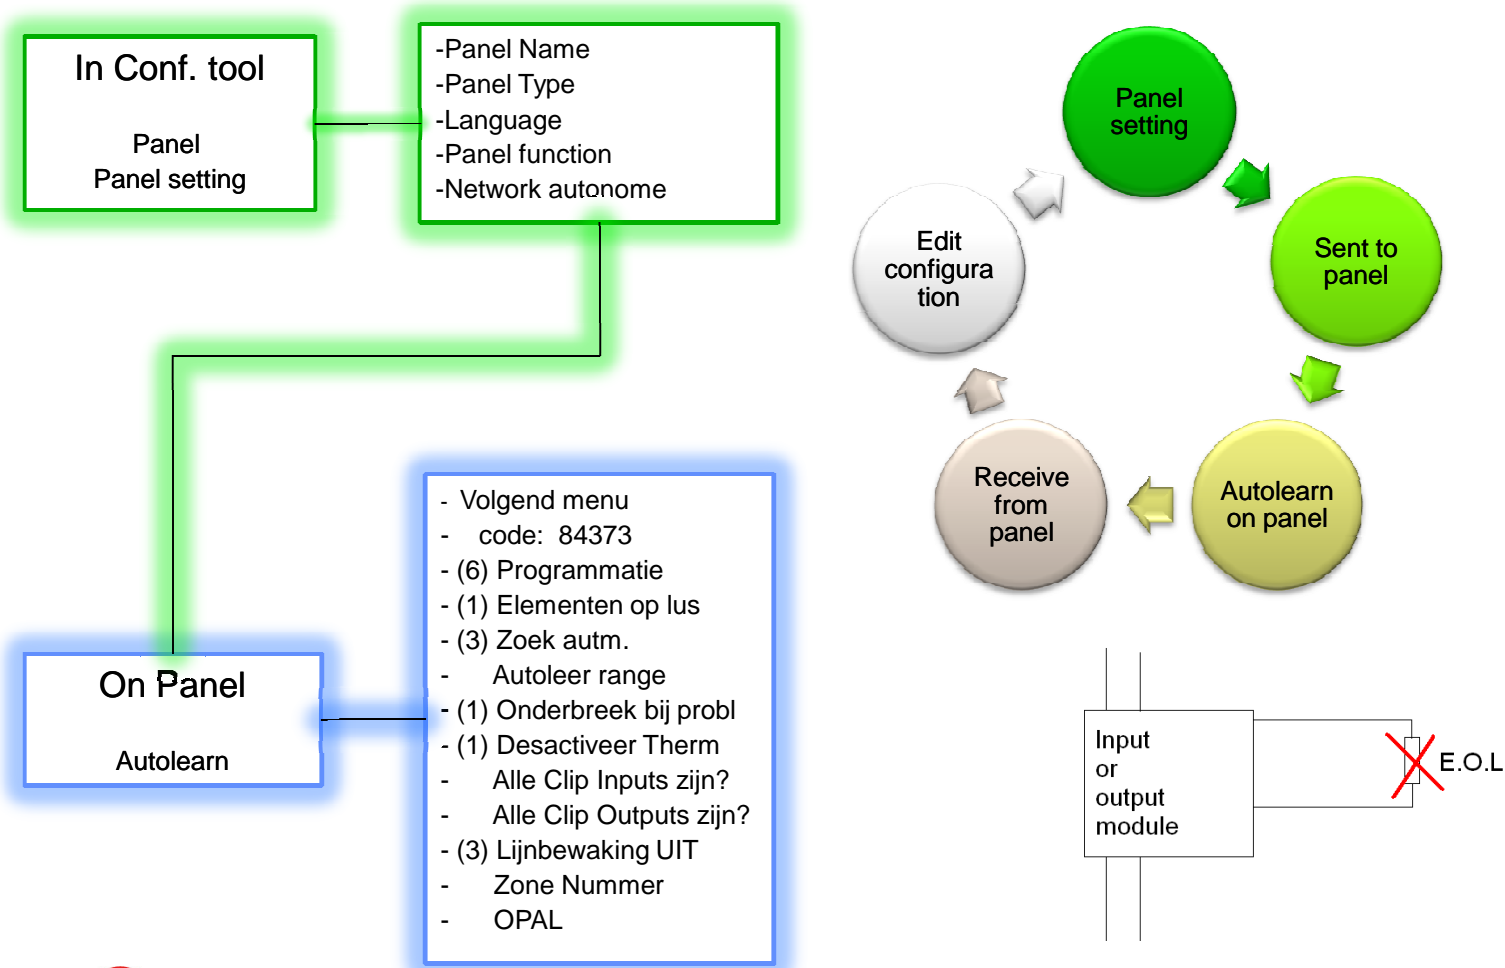 In Conf. tool
Panel
Panel setting
-Panel Name
-Panel Type
-Language
-Panel function
-Network autonome
On Panel
Autolearn
- Volgend menu
- code: 84373
- (6) Programmatie
- (1) Elementen op lus
- (3) Zoek autm.
- Autoleer range
- (1) Onderbreek bij probl
- (1) Desactiveer Therm
- Alle Clip Inputs zijn?
- Alle Clip Outputs zijn?
- (3) Lijnbewaking UIT
- Zone Nummer
- OPAL
Panel
setting
Sent to
panel
Autolearn
on panel
Receive
from
panel
Edit
configura
tion
Input
or
output
module
E.O.L